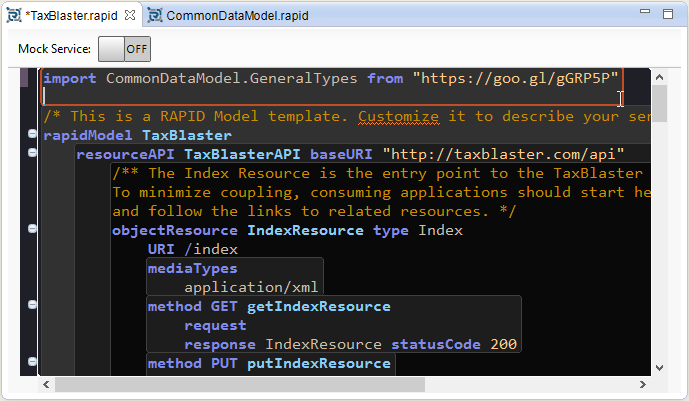 *TaxBlaster.rapid CommonDataModel.rapid
Mock Service: OFF
import CommonDataModel.GeneralTypes from "https://goo.gl/gGRP5P"
/* This is a RAPID Model template. Customize it to describe your ser
rapidModel TaxBlaster
resourceAPI TaxBlasterAPI baseURI "http://taxblaster.com/api"
/** The Index Resource is the entry point to the TaxBlaster
To minimize coupling, consuming applications should start he
and follow the links to related resources. */
objectResource IndexResource type Index
URI /index
mediaTypes
application/xml
method GET getIndexResource
request
response IndexResource statusCode 200
method PUT putIndexResource